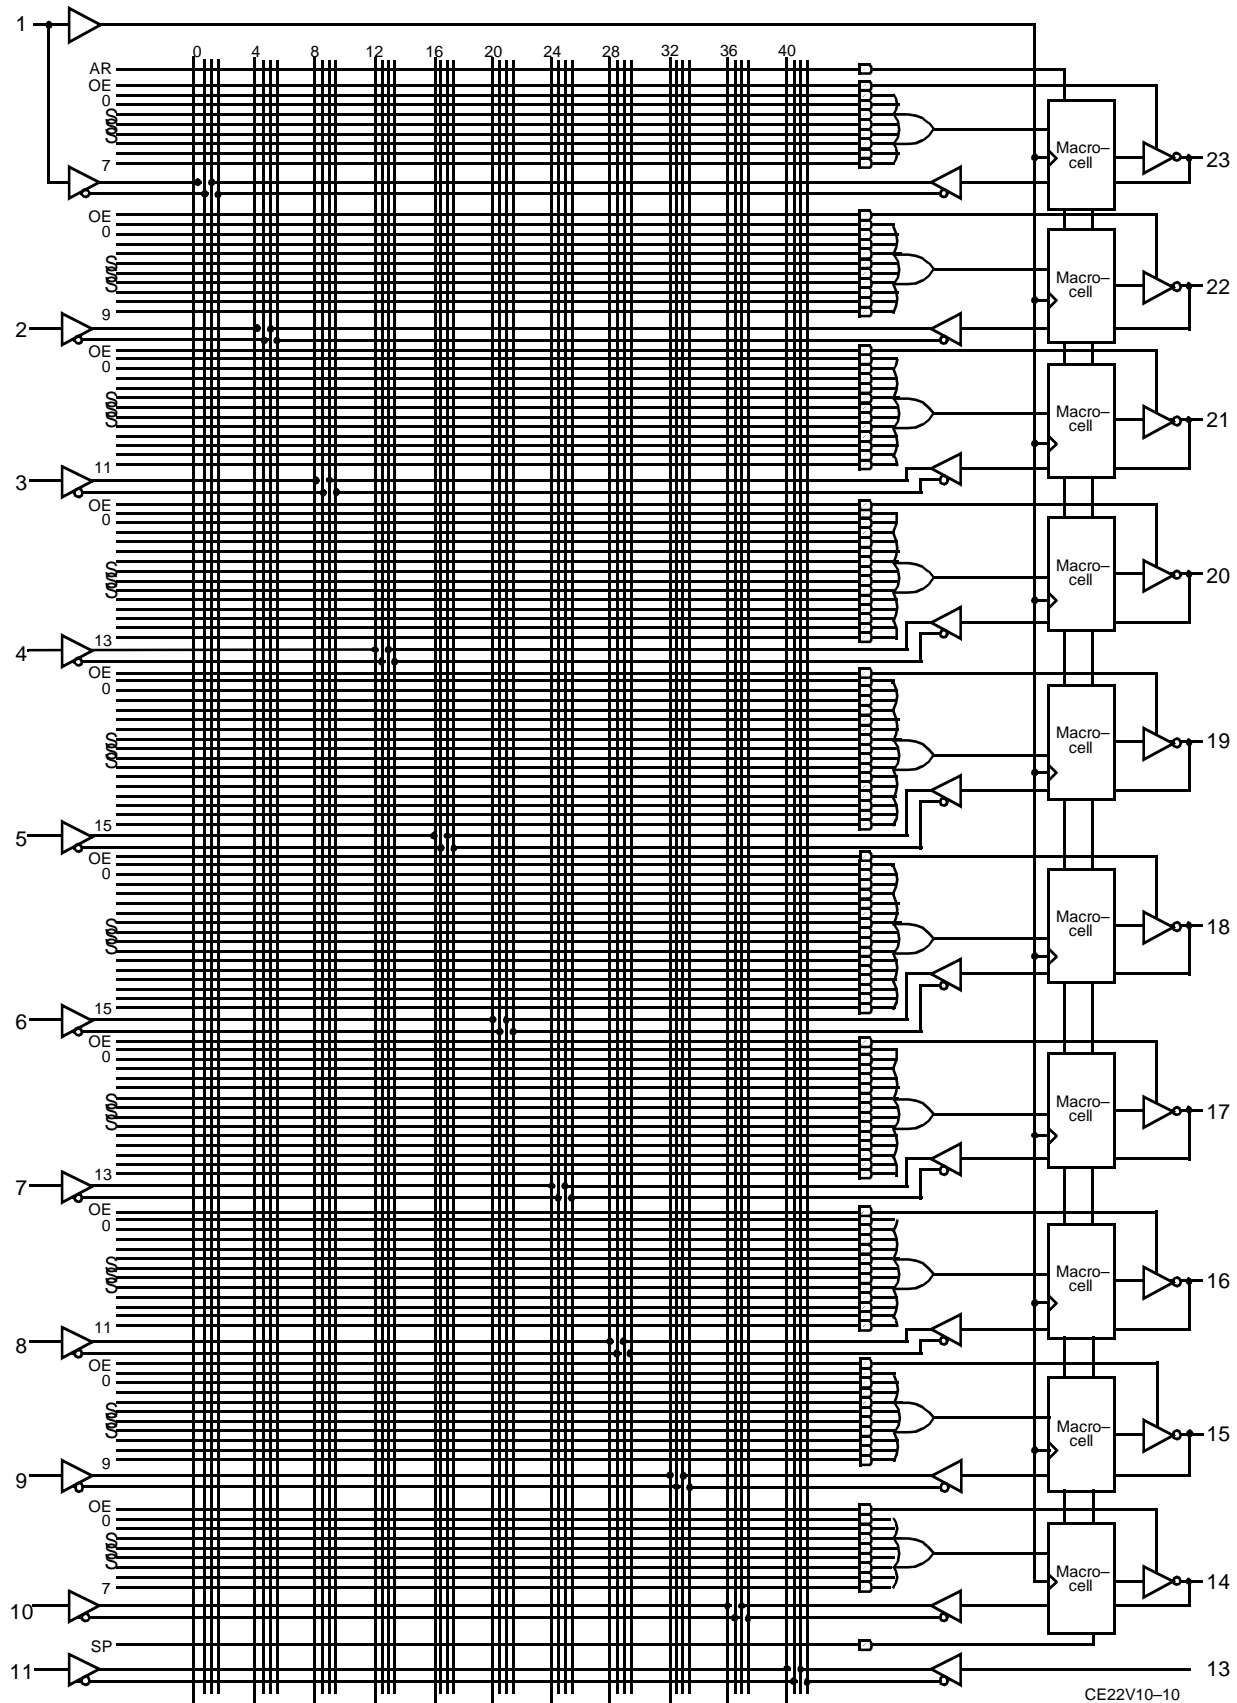 1
0 4 8 12 16 20 24 28 32 36 40
AR
OE
0
S
S
S
7
Macro–
cell
23
OE
0
S
S
S
9
Macro–
cell
22
2
OE
0
S
S
S
11
Macro–
cell
21
3
OE
0
S
S
S
13
Macro–
cell
20
4
OE
0
S
S
S
15
Macro–
cell
19
5
OE
0
S
S
S
15
Macro–
cell
18
6
OE
0
S
S
S
13
Macro–
cell
17
7
OE
0
S
S
S
11
Macro–
cell
16
8
OE
0
S
S
S
9
Macro–
cell
15
9
OE
0
S
S
S
7
Macro–
cell
14
10
SP
11
13
CE22V10–10